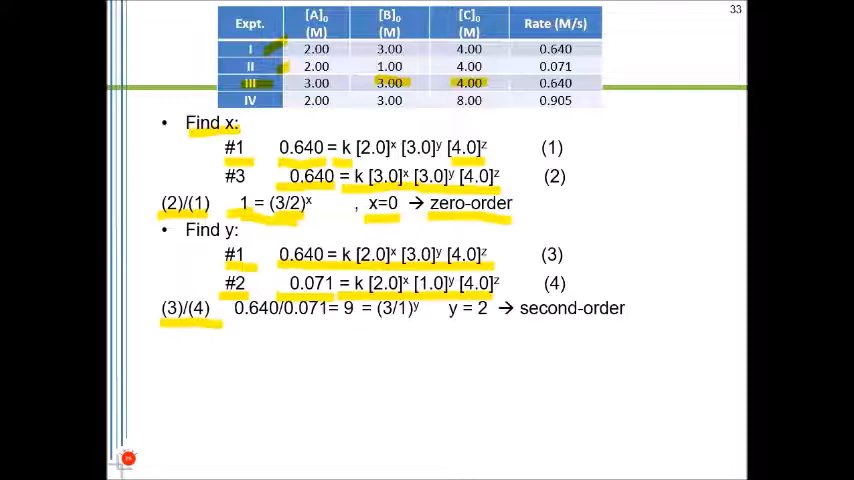 33
Expt. [A]₀ (M) [B]₀ (M) [C]₀ (M) Rate (M/s)
I 2.00 3.00 4.00 0.640
II 2.00 1.00 4.00 0.071
III 3.00 3.00 4.00 0.640
IV 2.00 3.00 8.00 0.905
• Find x:
#1 0.640 = k [2.0]ˣ [3.0]ʸ [4.0]ᶻ (1)
#3 0.640 = k [3.0]ˣ [3.0]ʸ [4.0]ᶻ (2)
(2)/(1) 1 = (3/2)ˣ , x=0 → zero-order
• Find y:
#1 0.640 = k [2.0]ˣ [3.0]ʸ [4.0]ᶻ (3)
#2 0.071 = k [2.0]ˣ [1.0]ʸ [4.0]ᶻ (4)
(3)/(4) 0.640/0.071= 9 = (3/1)ʸ y = 2 → second-order